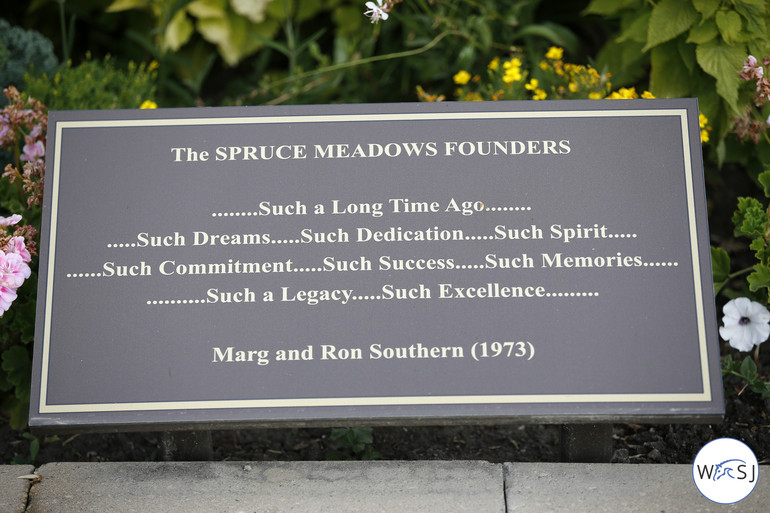 The SPRUCE MEADOWS FOUNDERS
........Such a Long Time Ago........
.....Such Dreams.....Such Dedication.....Such Spirit.....
......Such Commitment.....Such Success.....Such Memories......
..........Such a Legacy.....Such Excellence.........
Marg and Ron Southern (1973)
W SJ